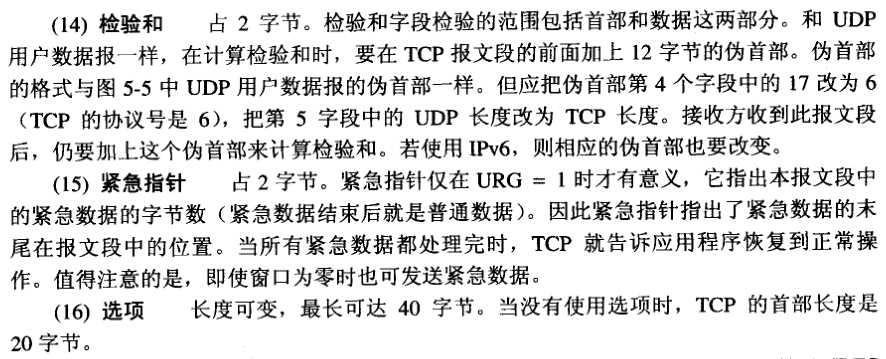 (14) 检验和 占 2 字节。检验和字段检验的范围包括首部和数据这两部分。和 UDP
用户数据报一样，在计算检验和时，要在 TCP 报文段的前面加上 12 字节的伪首部。伪首部
的格式与图 5-5 中 UDP 用户数据报的伪首部一样。但应把伪首部第 4 个字段中的 17 改为 6
（TCP 的协议号是 6），把第 5 字段中的 UDP 长度改为 TCP 长度。接收方收到此报文段
后，仍要加上这个伪首部来计算检验和。若使用 IPv6，则相应的伪首部也要改变。
(15) 紧急指针 占 2 字节。紧急指针仅在 URG = 1 时才有意义，它指出本报文段中
的紧急数据的字节数（紧急数据结束后就是普通数据）。因此紧急指针指出了紧急数据的末
尾在报文段中的位置。当所有紧急数据都处理完时，TCP 就告诉应用程序恢复到正常操
作。值得注意的是，即使窗口为零时也可发送紧急数据。
(16) 选项 长度可变，最长可达 40 字节。当没有使用选项时，TCP 的首部长度是
20 字节。